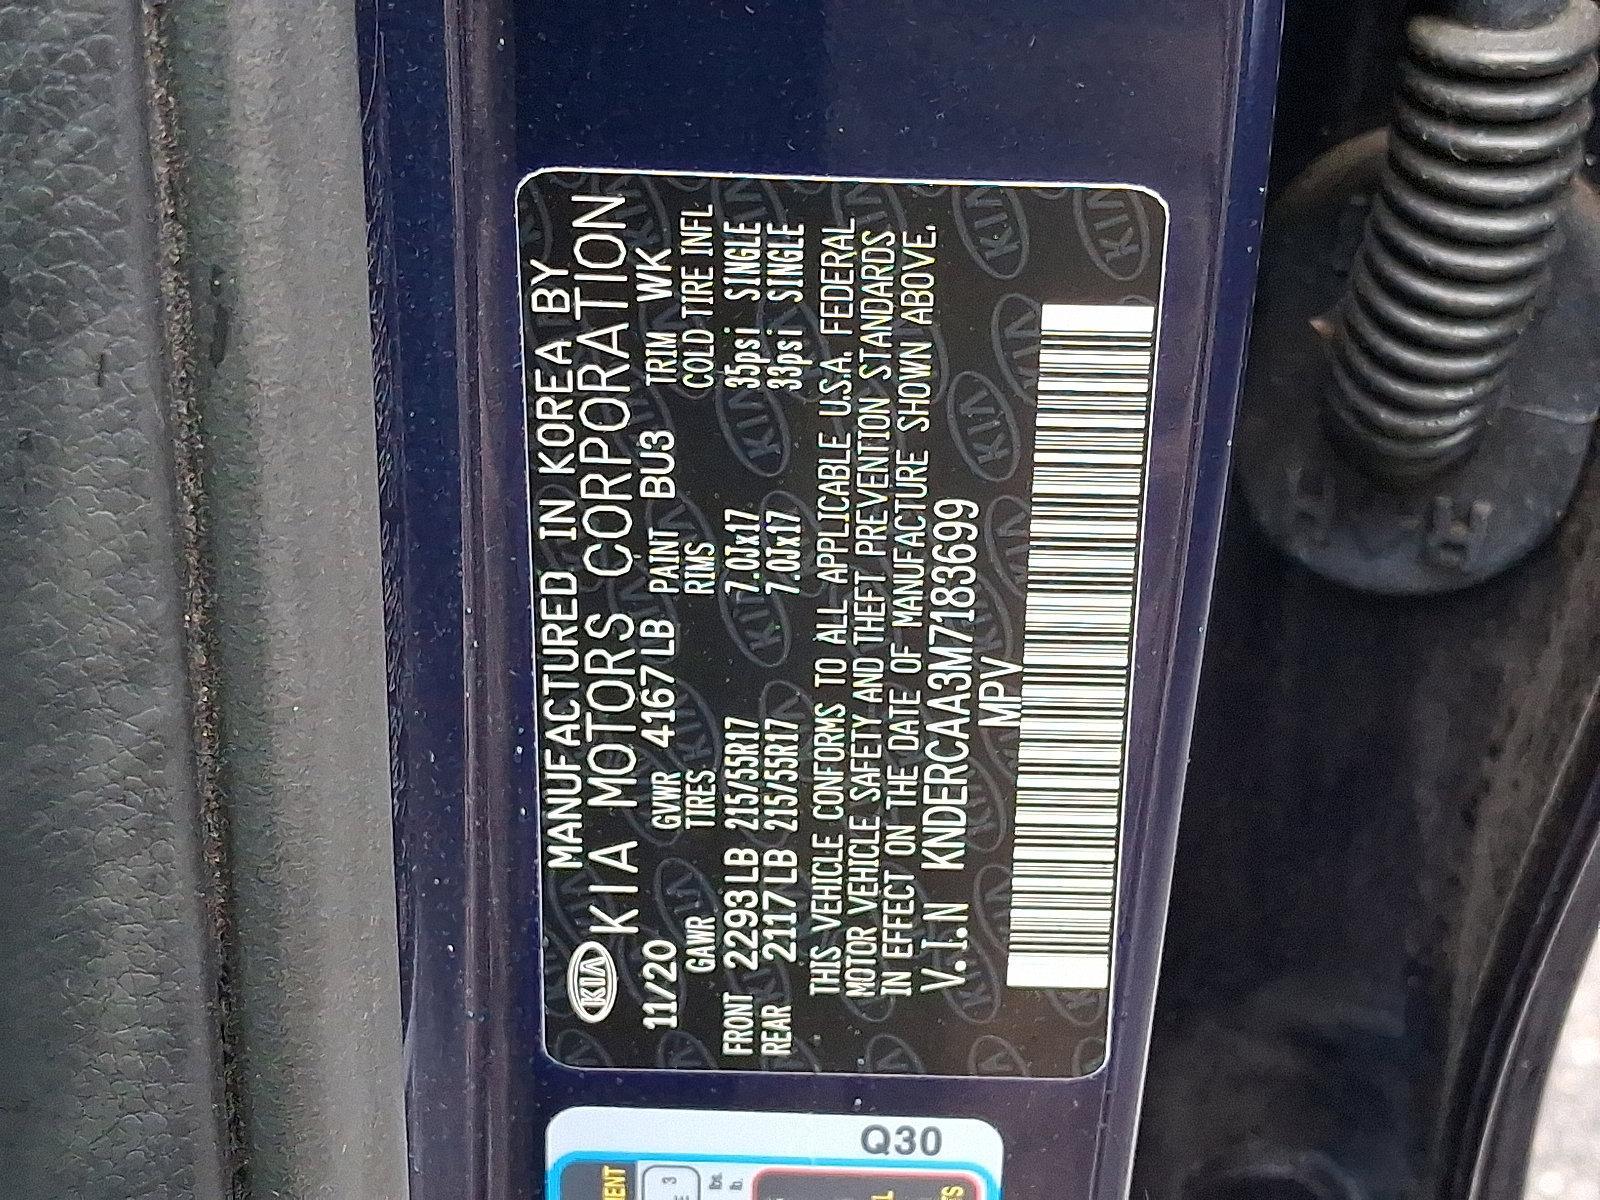 MANUFACTURED IN KOREA BY
KIA KIA MOTORS CORPORATION
11/20 GVWR 4167LB PAINT BU3 TRIM WK
GAWR TIRES RIMS COLD TIRE INFL
FRONT 2293LB 215/55R17 7.0Jx17 35psi SINGLE
REAR 2117LB 215/55R17 7.0Jx17 33psi SINGLE
THIS VEHICLE CONFORMS TO ALL APPLICABLE U.S.A. FEDERAL
MOTOR VEHICLE SAFETY AND THEFT PREVENTION STANDARDS
IN EFFECT ON THE DATE OF MANUFACTURE SHOWN ABOVE.
V.I.N KNDERCAA3M7183699
MPV
Q30